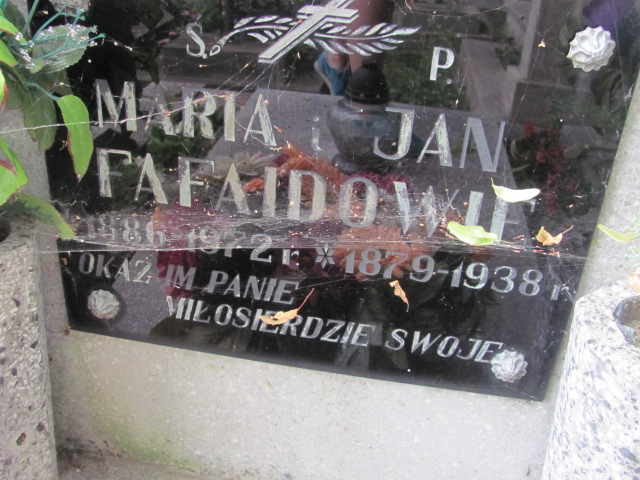 Ś. P.
MARIA i JAN
FAFAIDOWIE
1886-1972 r * 1879-1938 r
OKAŻ IM PANIE
MIŁOSIERDZIE SWOJE